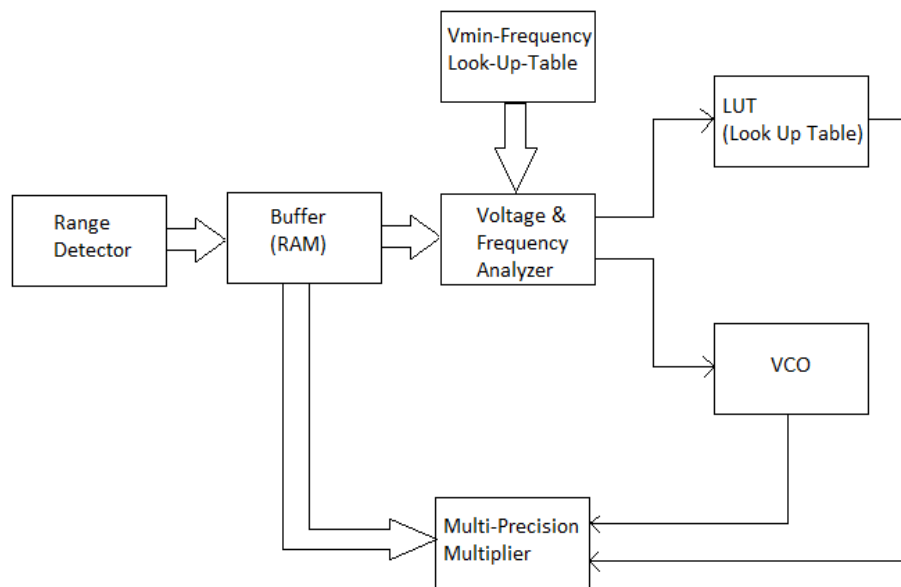 Vmin-Frequency
Look-Up-Table
LUT
(Look Up Table)
Range
Detector
Buffer
(RAM)
Voltage &
Frequency
Analyzer
VCO
Multi-Precision
Multiplier